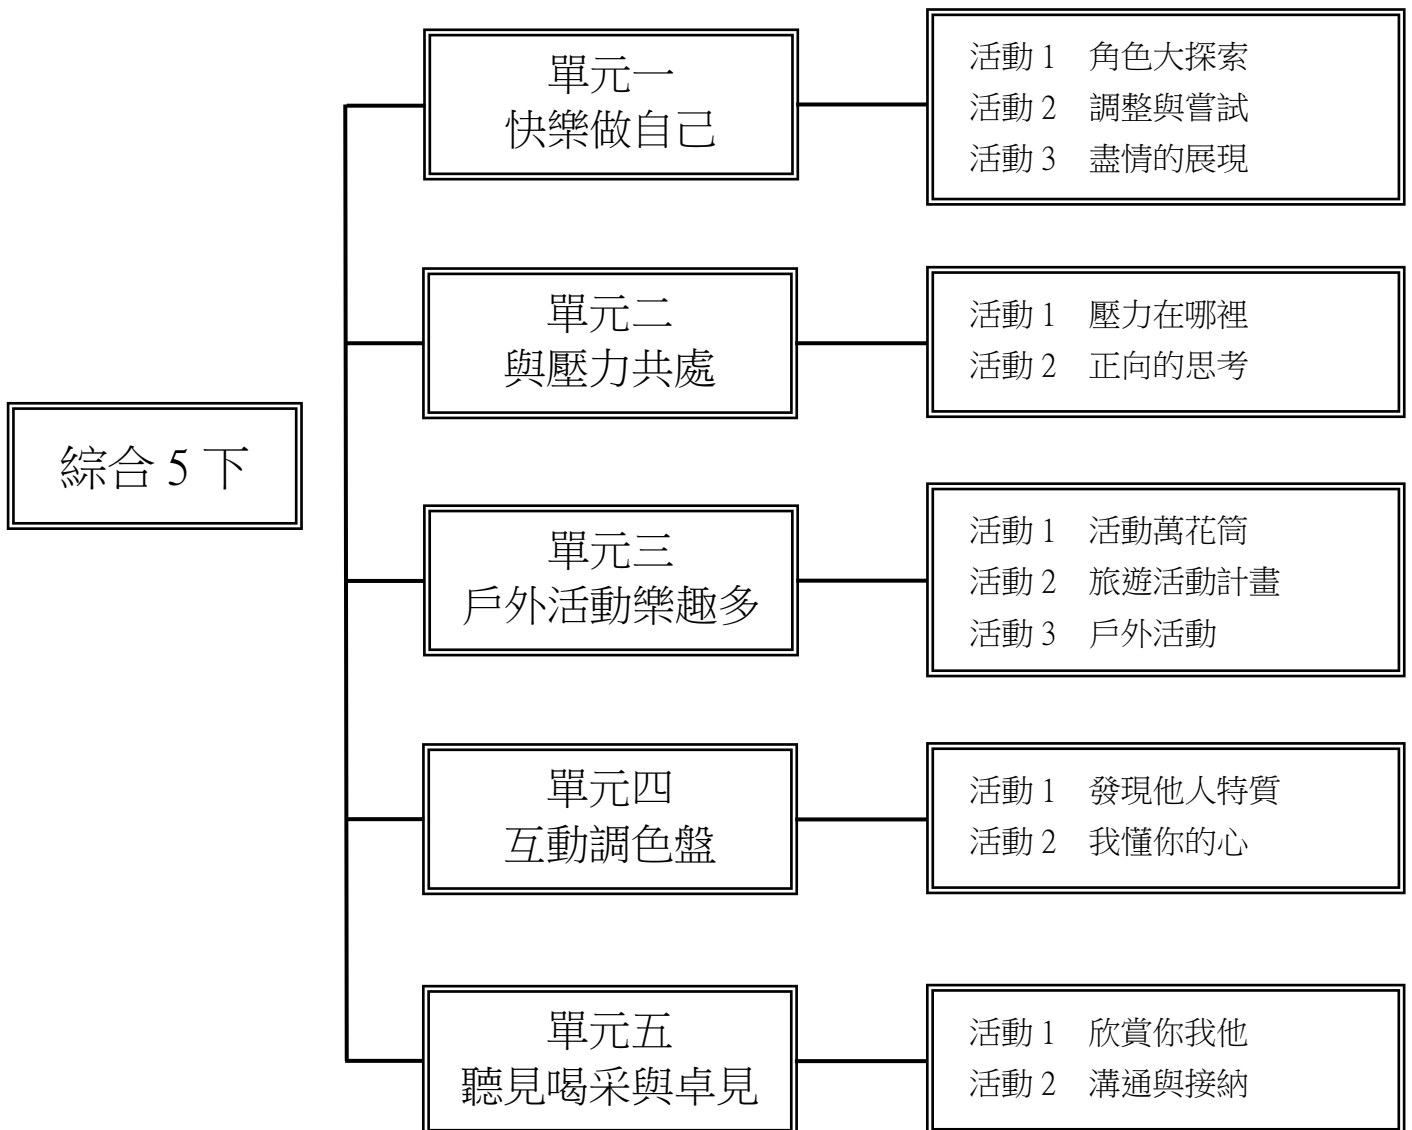 綜合 5 下
單元一
快樂做自己
活動 1 角色大探索
活動 2 調整與嘗試
活動 3 盡情的展現
單元二
與壓力共處
活動 1 壓力在哪裡
活動 2 正向的思考
單元三
戶外活動樂趣多
活動 1 活動萬花筒
活動 2 旅遊活動計畫
活動 3 戶外活動
單元四
互動調色盤
活動 1 發現他人特質
活動 2 我懂你的心
單元五
聽見喝采與卓見
活動 1 欣賞你我他
活動 2 溝通與接納